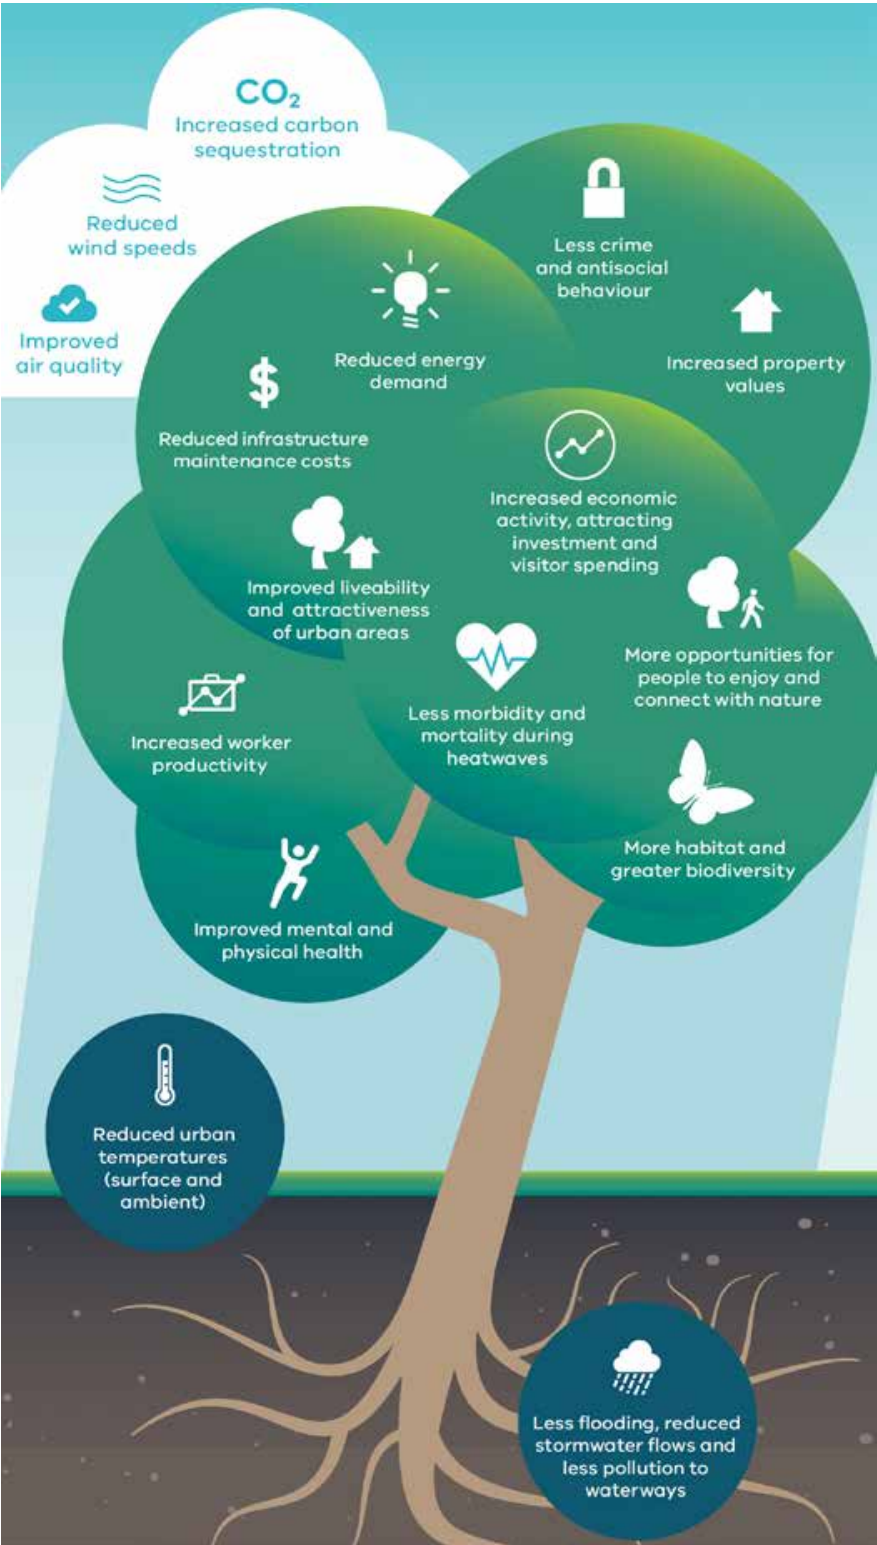 CO₂
Increased carbon
sequestration
Reduced
wind speeds
Improved
air quality
Less crime
and antisocial
behaviour
Increased property
values
Reduced energy
demand
$
Reduced infrastructure
maintenance costs
Increased economic
activity, attracting
investment and
visitor spending
Improved liveability
and attractiveness
of urban areas
More opportunities for
people to enjoy and
connect with nature
Less morbidity and
mortality during
heatwaves
Increased worker
productivity
More habitat and
greater biodiversity
Improved mental and
physical health
Reduced urban
temperatures
(surface and
ambient)
Less flooding, reduced
stormwater flows and
less pollution to
waterways